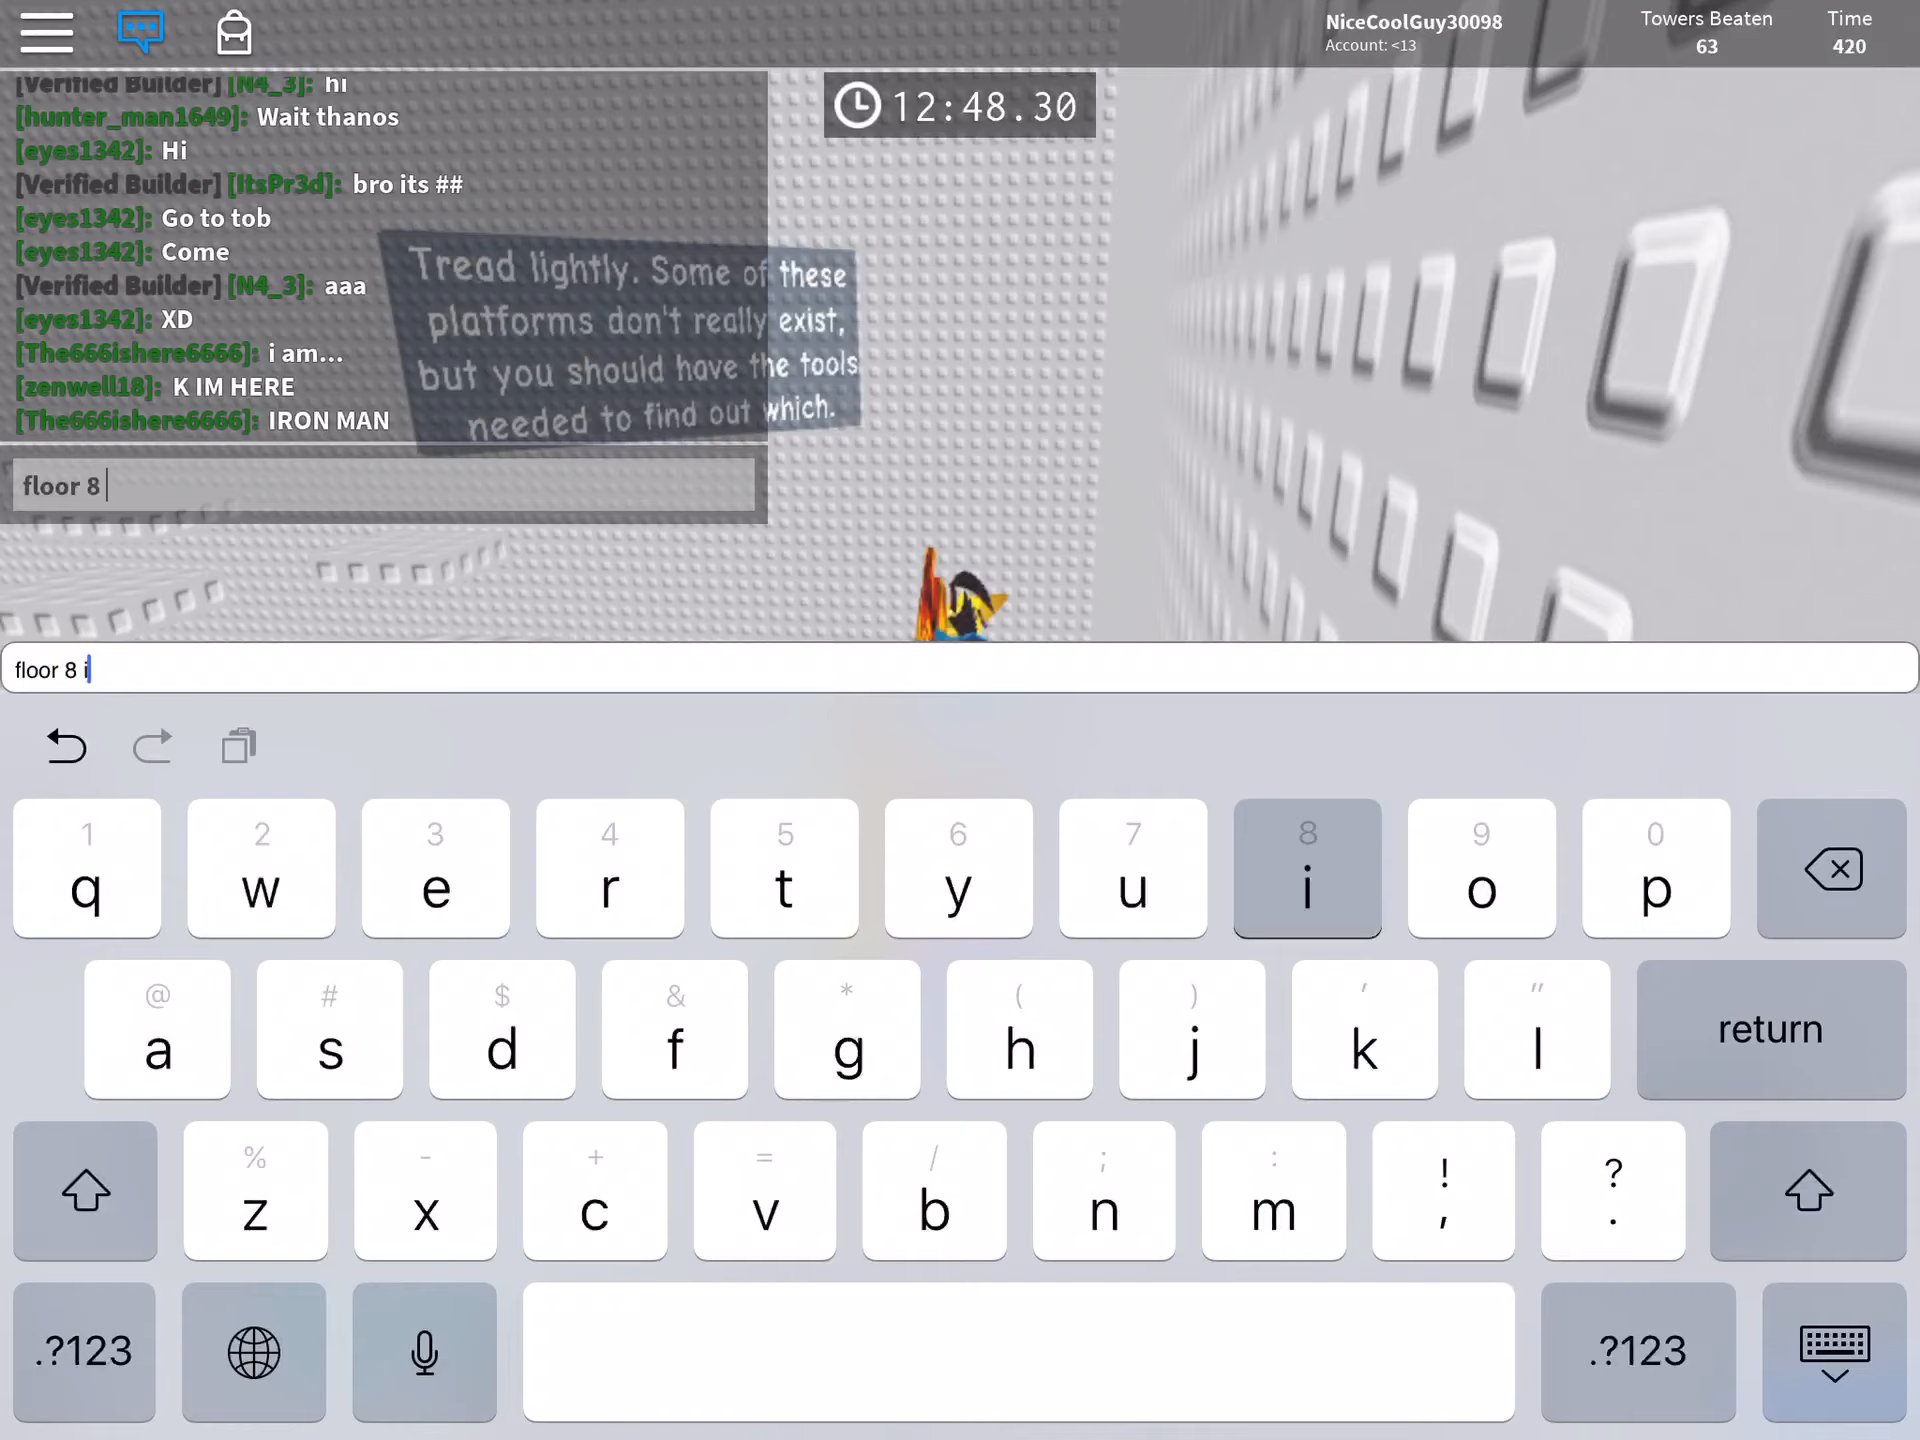 NiceCoolGuy30098
Account: <13
Towers Beaten
63
Time
420
12:48.30
[Verified Builder] [N4_3]: hi
[hunter_man1649]: Wait thanos
[eyes1342]: Hi
[Verified Builder] [ItsPr3d]: bro its ##
[eyes1342]: Go to tob
[eyes1342]: Come
[Verified Builder] [N4_3]: aaa
[eyes1342]: XD
[The666ishere6666]: i am...
[zenwell18]: K IM HERE
[The666ishere6666]: IRON MAN
Tread lightly. Some of these
platforms don't really exist,
but you should have the tools
needed to find out which.
floor 8
floor 8 i
1 2 3 4 5 6 7 8 9 0
q w e r t y u i o p
@ # $ & * ( ) ' "
a s d f g h j k l return
% - + = / ; : ! ?
z x c v b n m , .
.?123 .?123